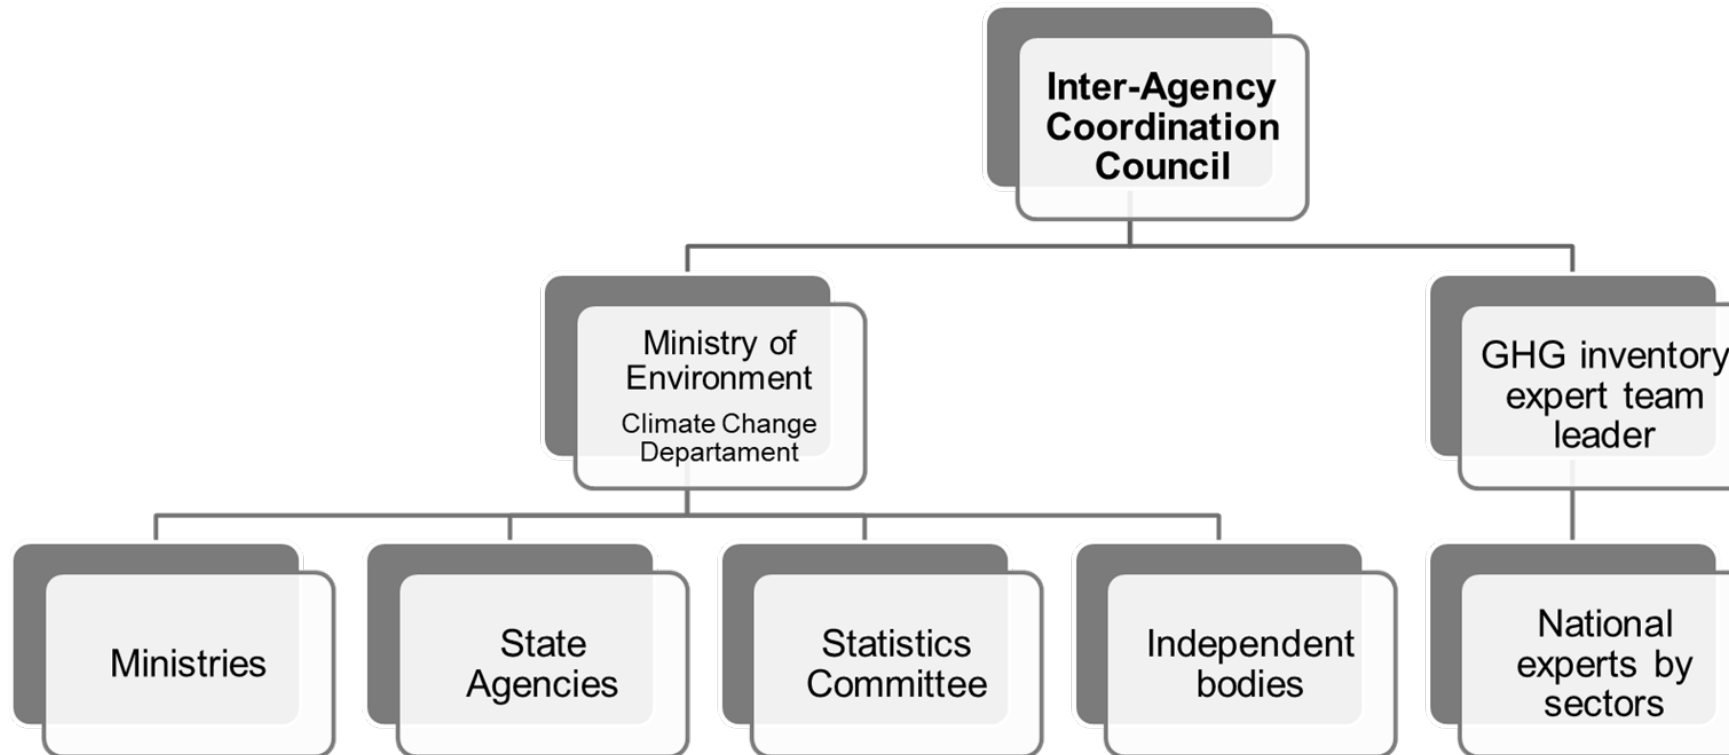 Inter-Agency
Coordination
Council
Ministry of
Environment
Climate Change
Departament
GHG inventory
expert team
leader
Ministries
State
Agencies
Statistics
Committee
Independent
bodies
National
experts by
sectors